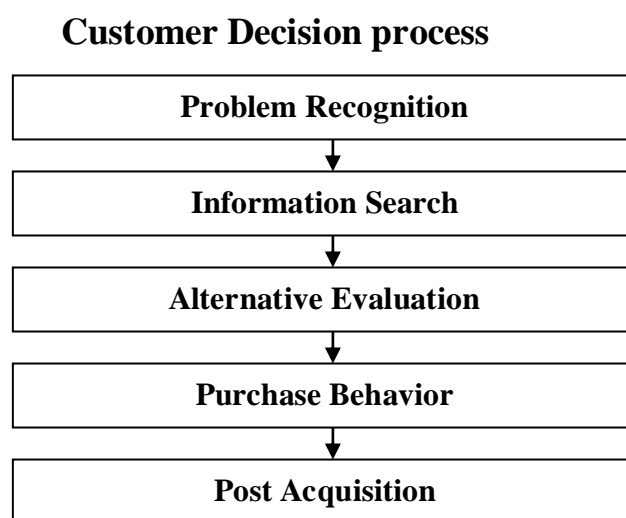 Customer Decision process
Problem Recognition
Information Search
Alternative Evaluation
Purchase Behavior
Post Acquisition